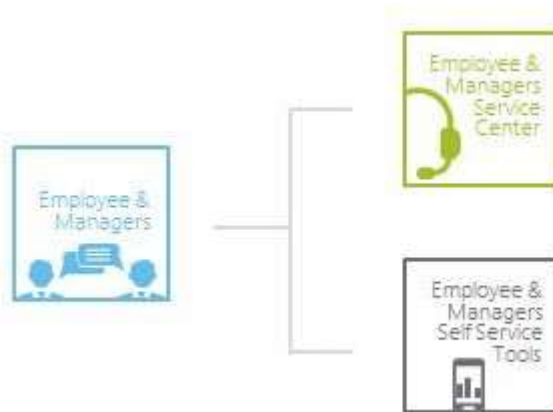 Employee &
Managers
Employee &
Managers
Service
Center
Employee &
Managers
Self Service
Tools